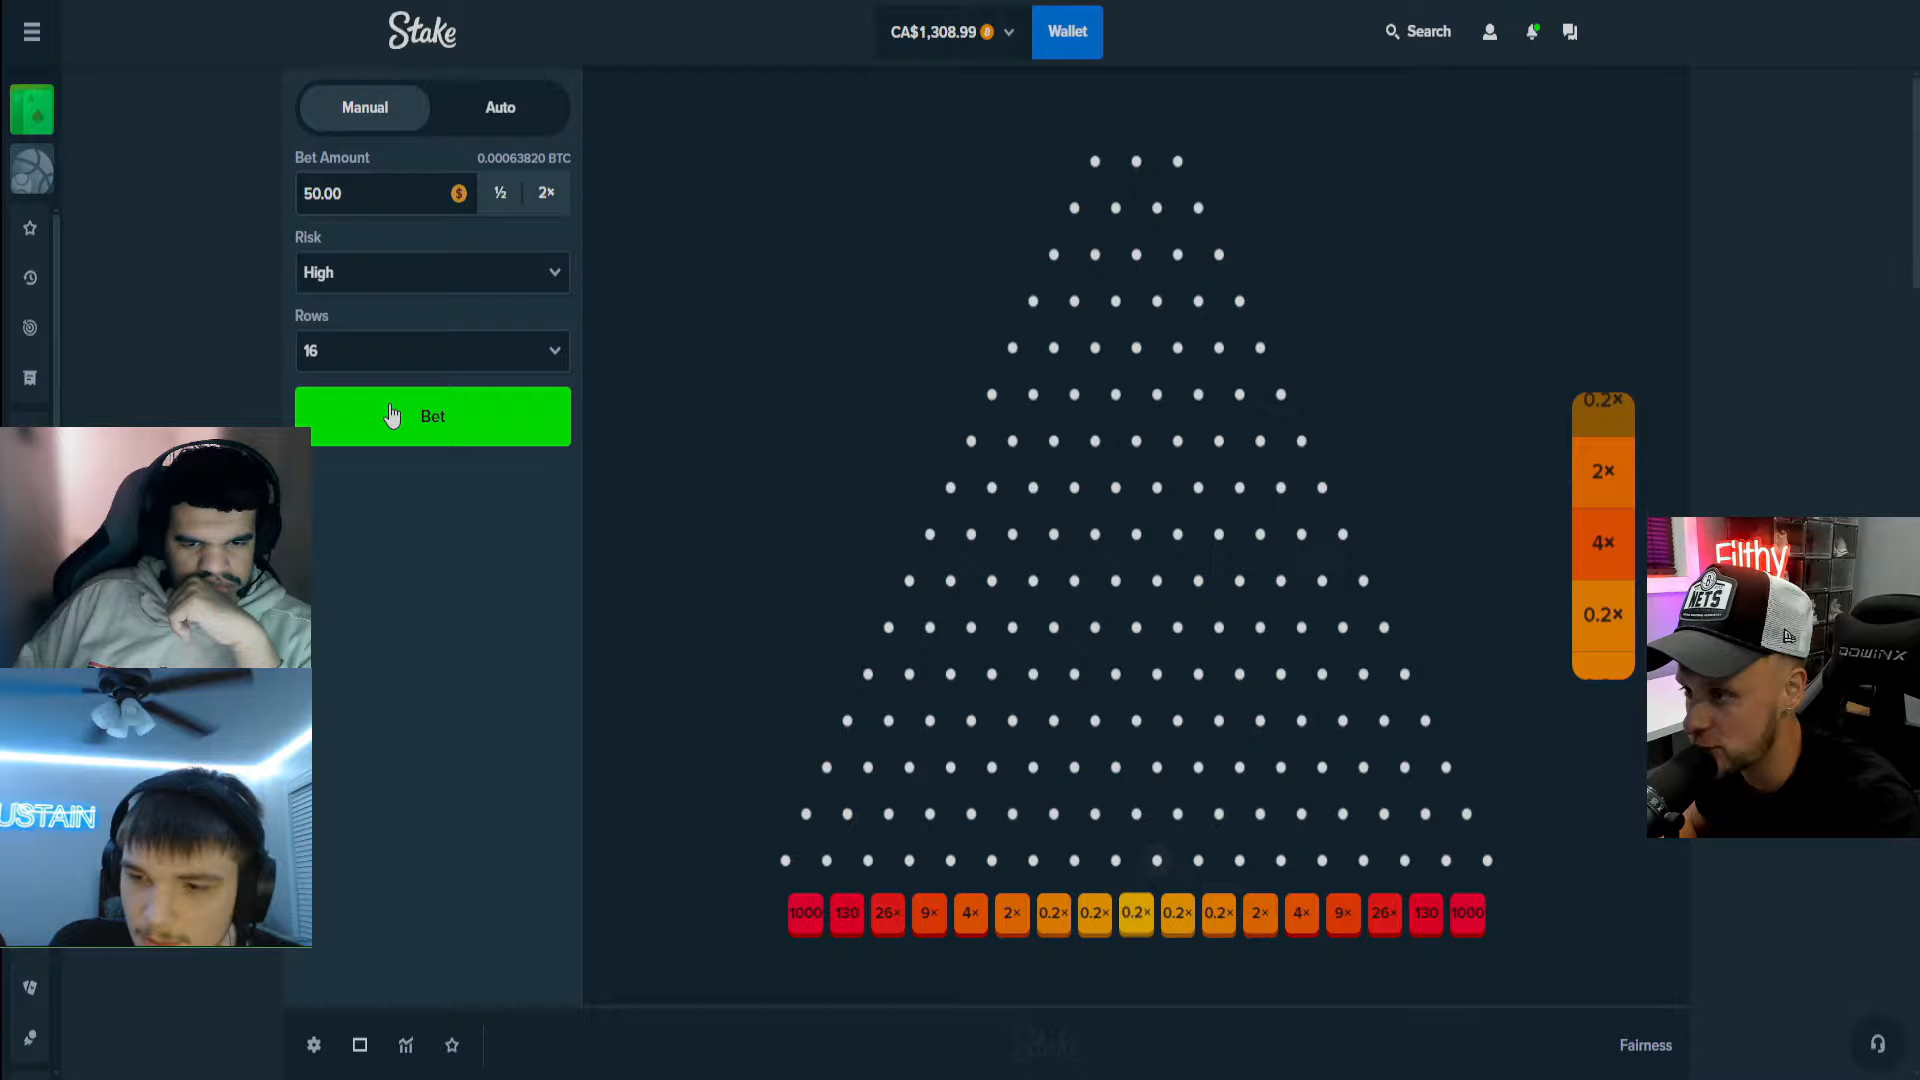 Stake
CA$1,308.99
Wallet
Search
Manual
Auto
Bet Amount
0.00063820 BTC
50.00
½
2×
Risk
High
Rows
16
Bet
0.2×
2×
4×
0.2×
Filthy
NETS
DOWINX
USTAIN
1000 130 26× 9× 4× 2× 0.2× 0.2× 0.2× 0.2× 0.2× 2× 4× 9× 26× 130 1000
Stake
Fairness